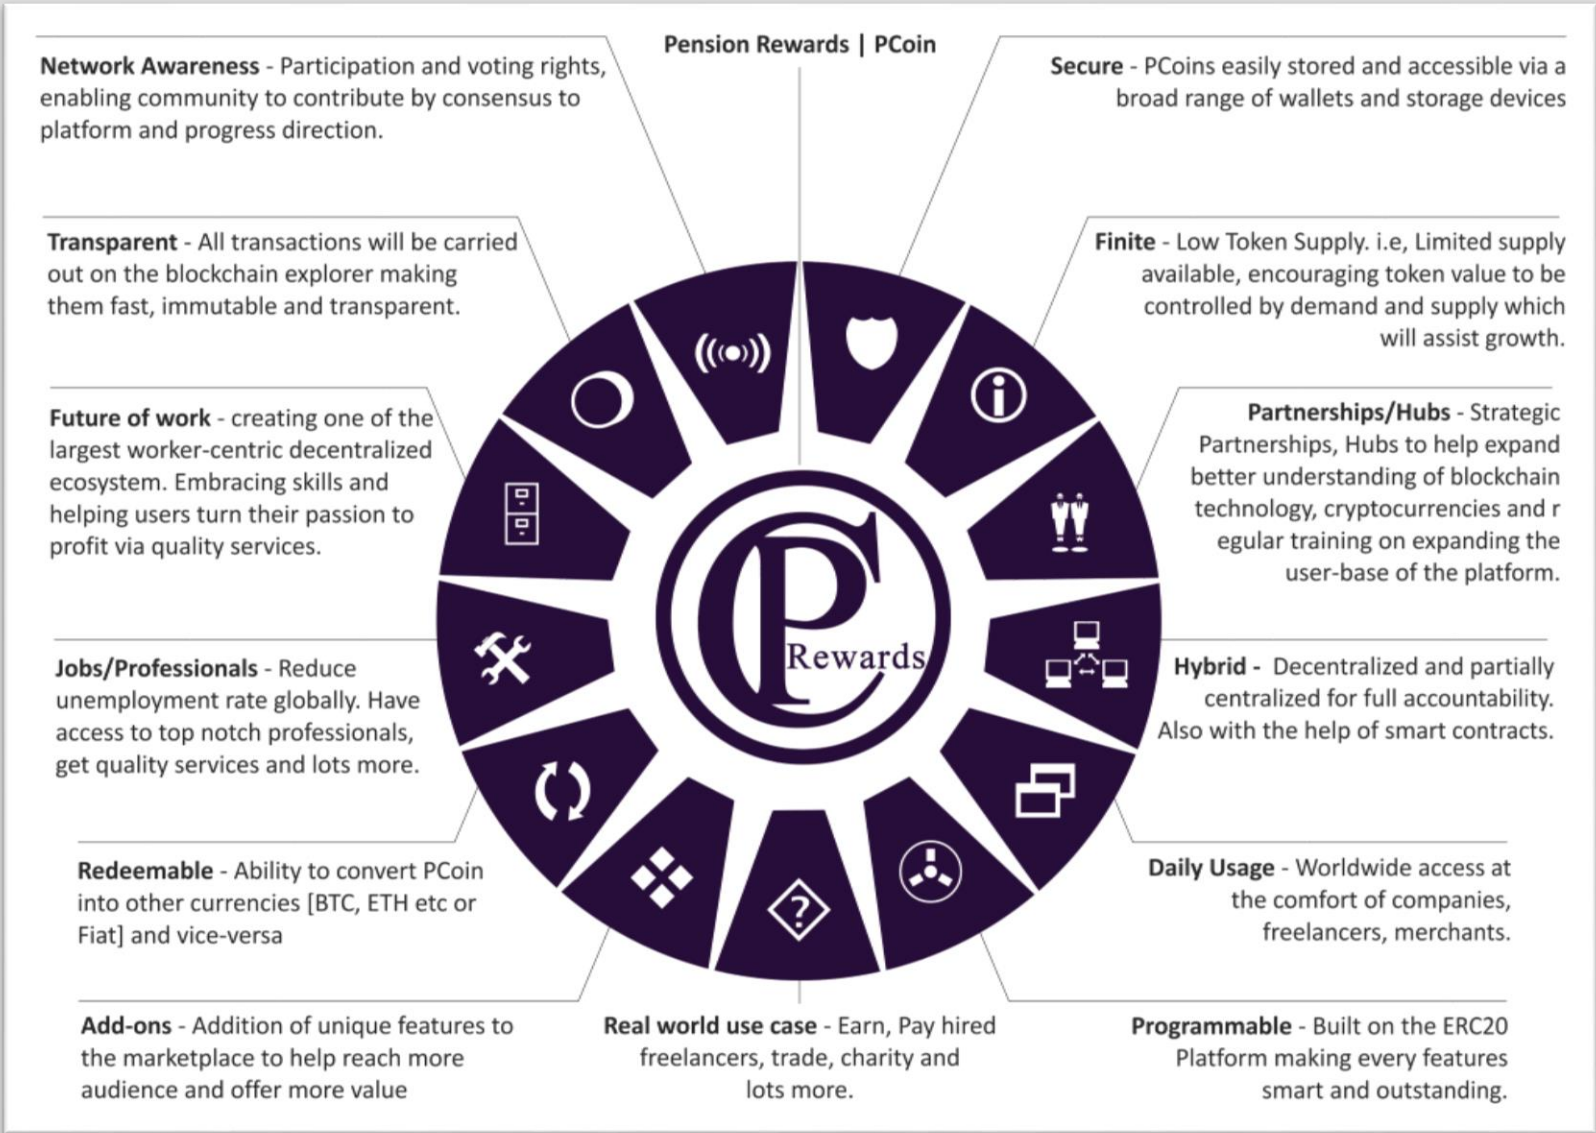 Pension Rewards | PCoin
Network Awareness - Participation and voting rights,
enabling community to contribute by consensus to
platform and progress direction.
Transparent - All transactions will be carried
out on the blockchain explorer making
them fast, immutable and transparent.
Future of work - creating one of the
largest worker-centric decentralized
ecosystem. Embracing skills and
helping users turn their passion to
profit via quality services.
Jobs/Professionals - Reduce
unemployment rate globally. Have
access to top notch professionals,
get quality services and lots more.
Redeemable - Ability to convert PCoin
into other currencies [BTC, ETH etc or
Fiat] and vice-versa
Add-ons - Addition of unique features to
the marketplace to help reach more
audience and offer more value
Real world use case - Earn, Pay hired
freelancers, trade, charity and
lots more.
Secure - PCoins easily stored and accessible via a
broad range of wallets and storage devices
Finite - Low Token Supply. i.e, Limited supply
available, encouraging token value to be
controlled by demand and supply which
will assist growth.
Partnerships/Hubs - Strategic
Partnerships, Hubs to help expand
better understanding of blockchain
technology, cryptocurrencies and r
egular training on expanding the
user-base of the platform.
Hybrid - Decentralized and partially
centralized for full accountability.
Also with the help of smart contracts.
Daily Usage - Worldwide access at
the comfort of companies,
freelancers, merchants.
Programmable - Built on the ERC20
Platform making every features
smart and outstanding.
PC
Rewards
?